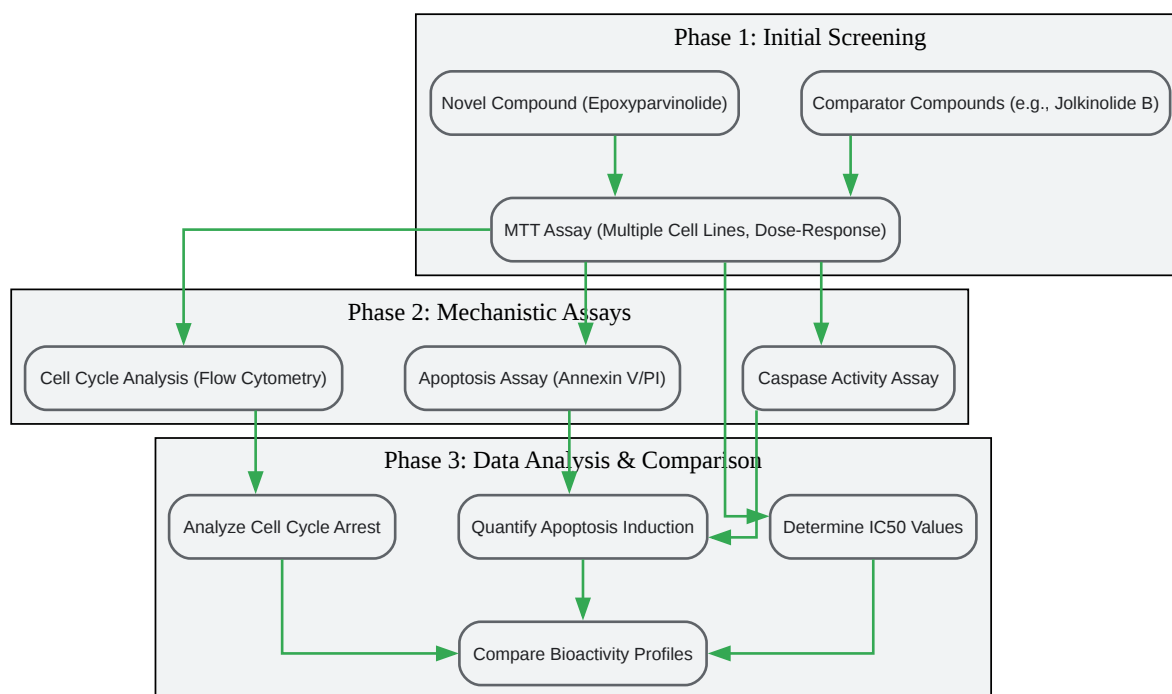 Phase 1: Initial Screening
Novel Compound (Epoxyparvinolide)
Comparator Compounds (e.g., Jolkinolide B)
MTT Assay (Multiple Cell Lines, Dose-Response)
Phase 2: Mechanistic Assays
Cell Cycle Analysis (Flow Cytometry)
Apoptosis Assay (Annexin V/PI)
Caspase Activity Assay
Phase 3: Data Analysis & Comparison
Analyze Cell Cycle Arrest
Quantify Apoptosis Induction
Determine IC50 Values
Compare Bioactivity Profiles